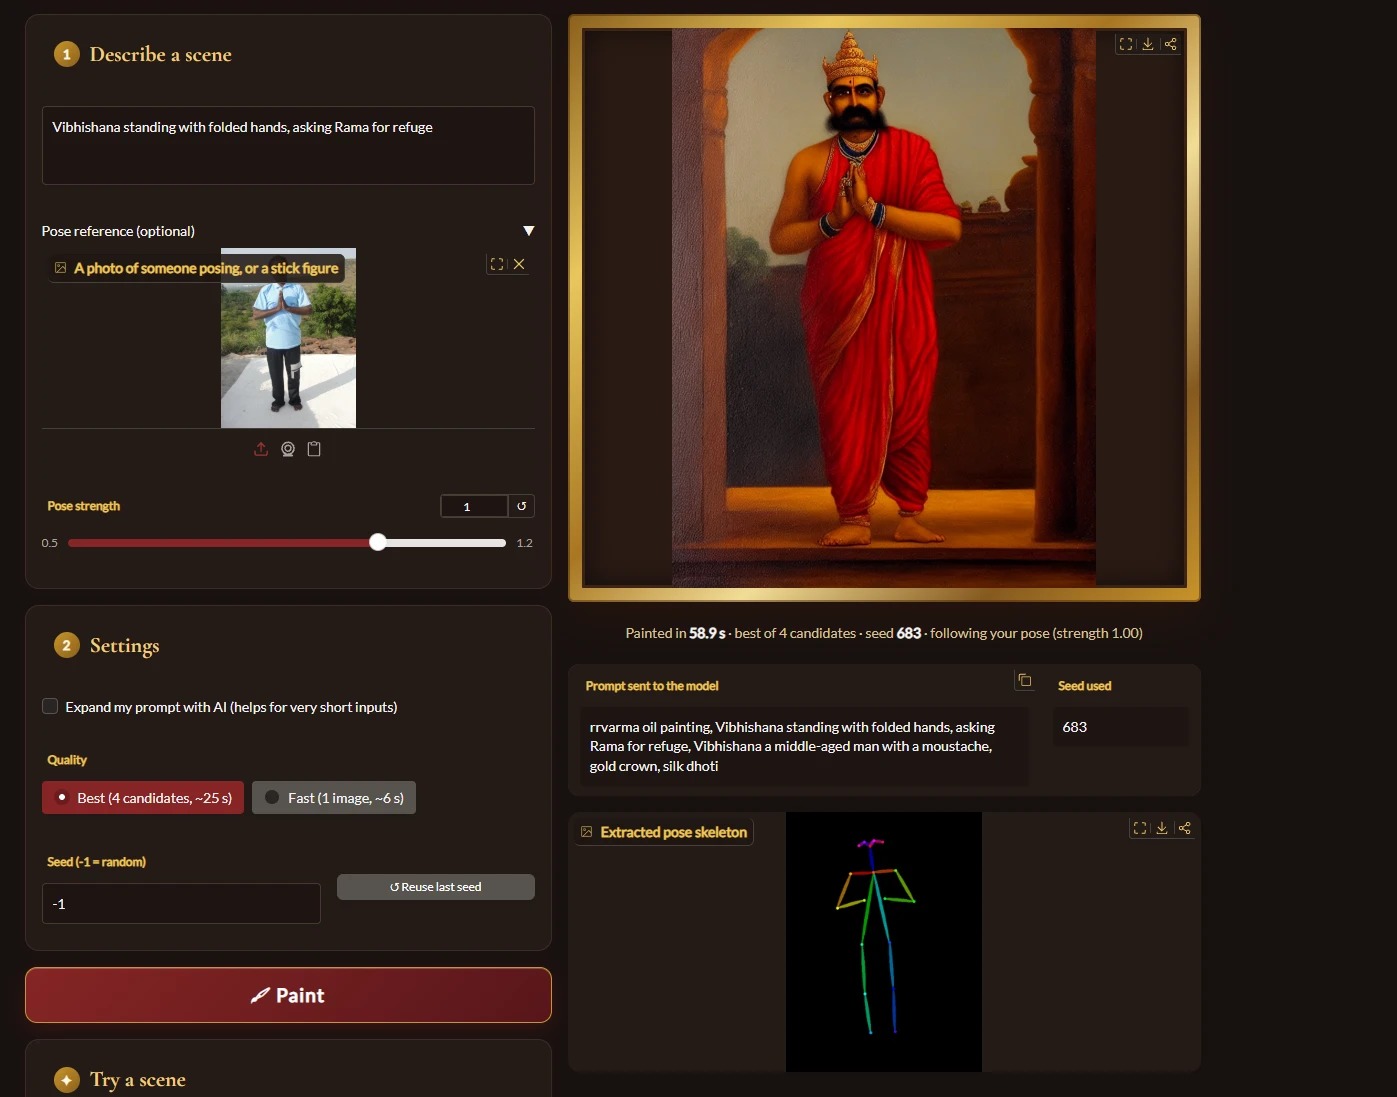 1 Describe a scene
Vibhishana standing with folded hands, asking Rama for refuge
Pose reference (optional)
▼
A photo of someone posing, or a stick figure
Pose strength
1
↺
0.5
1.2
2 Settings
Expand my prompt with AI (helps for very short inputs)
Quality
Best (4 candidates, ~25 s)
Fast (1 image, ~6 s)
Seed (-1 = random)
-1
↺ Reuse last seed
Paint
Try a scene
Painted in 58.9 s · best of 4 candidates · seed 683 · following your pose (strength 1.00)
Prompt sent to the model
rrvarma oil painting, Vibhishana standing with folded hands, asking
Rama for refuge, Vibhishana a middle-aged man with a moustache,
gold crown, silk dhoti
Seed used
683
Extracted pose skeleton